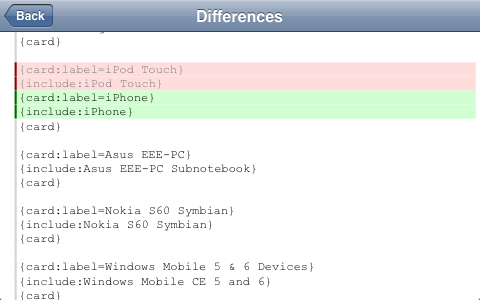 Back
Differences
{card}
{card:label=iPod Touch}
{include:iPod Touch}
{card:label=iPhone}
{include:iPhone}
{card}
{card:label=Asus EEE-PC}
{include:Asus EEE-PC Subnotebook}
{card}
{card:label=Nokia S60 Symbian}
{include:Nokia S60 Symbian}
{card}
{card:label=Windows Mobile 5 & 6 Devices}
{include:Windows Mobile CE 5 and 6}
{card}